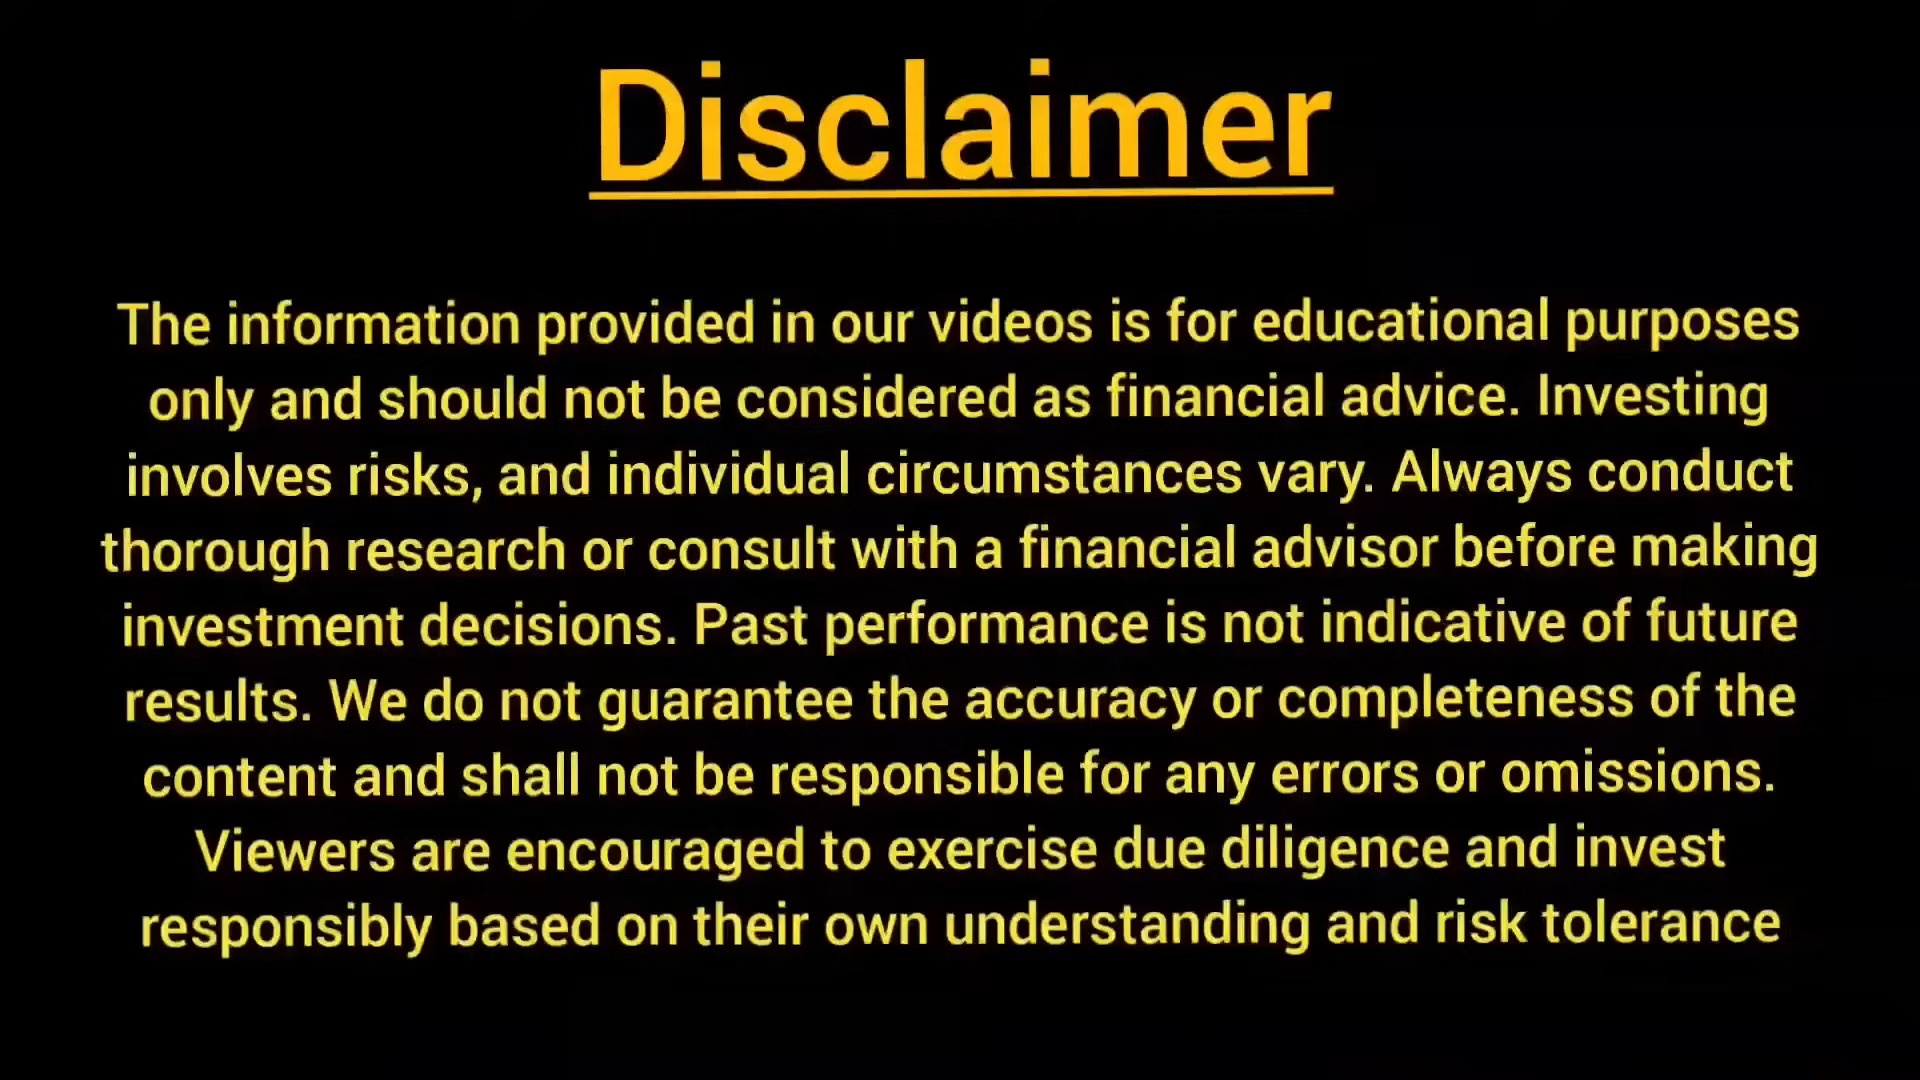 Disclaimer
The information provided in our videos is for educational purposes
only and should not be considered as financial advice. Investing
involves risks, and individual circumstances vary. Always conduct
thorough research or consult with a financial advisor before making
investment decisions. Past performance is not indicative of future
results. We do not guarantee the accuracy or completeness of the
content and shall not be responsible for any errors or omissions.
Viewers are encouraged to exercise due diligence and invest
responsibly based on their own understanding and risk tolerance